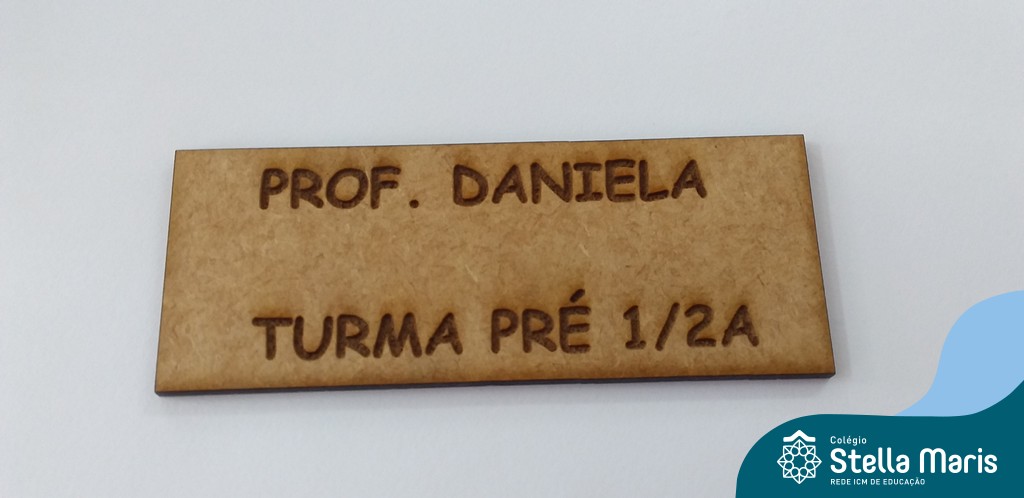 PROF. DANIELA
TURMA PRÉ 1/2A
Colégio
Stella Maris
REDE ICM DE EDUCAÇÃO